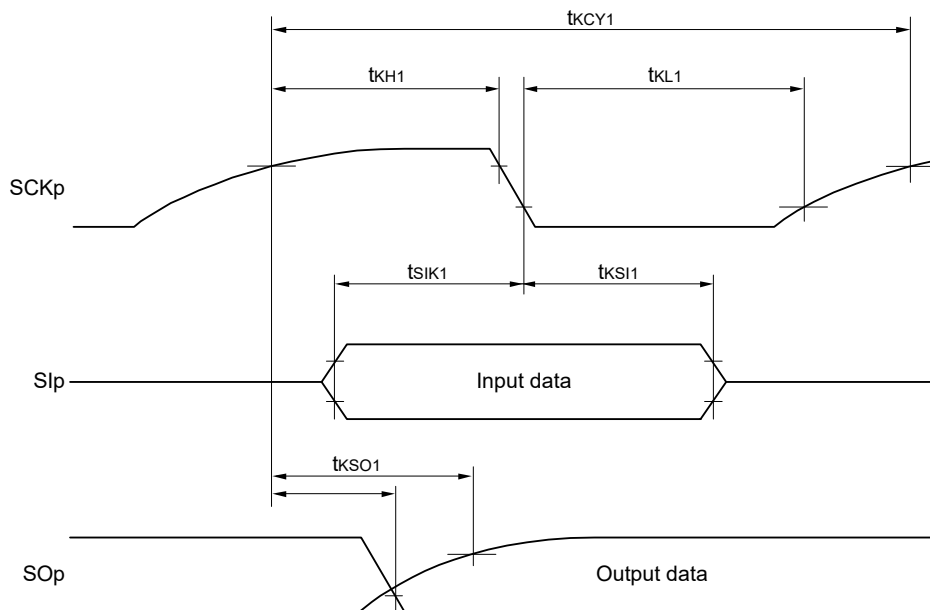 tKCY1
tKH1
tKL1
SCKp
tSIK1
tKSI1
SIp
Input data
tKSO1
SOp
Output data